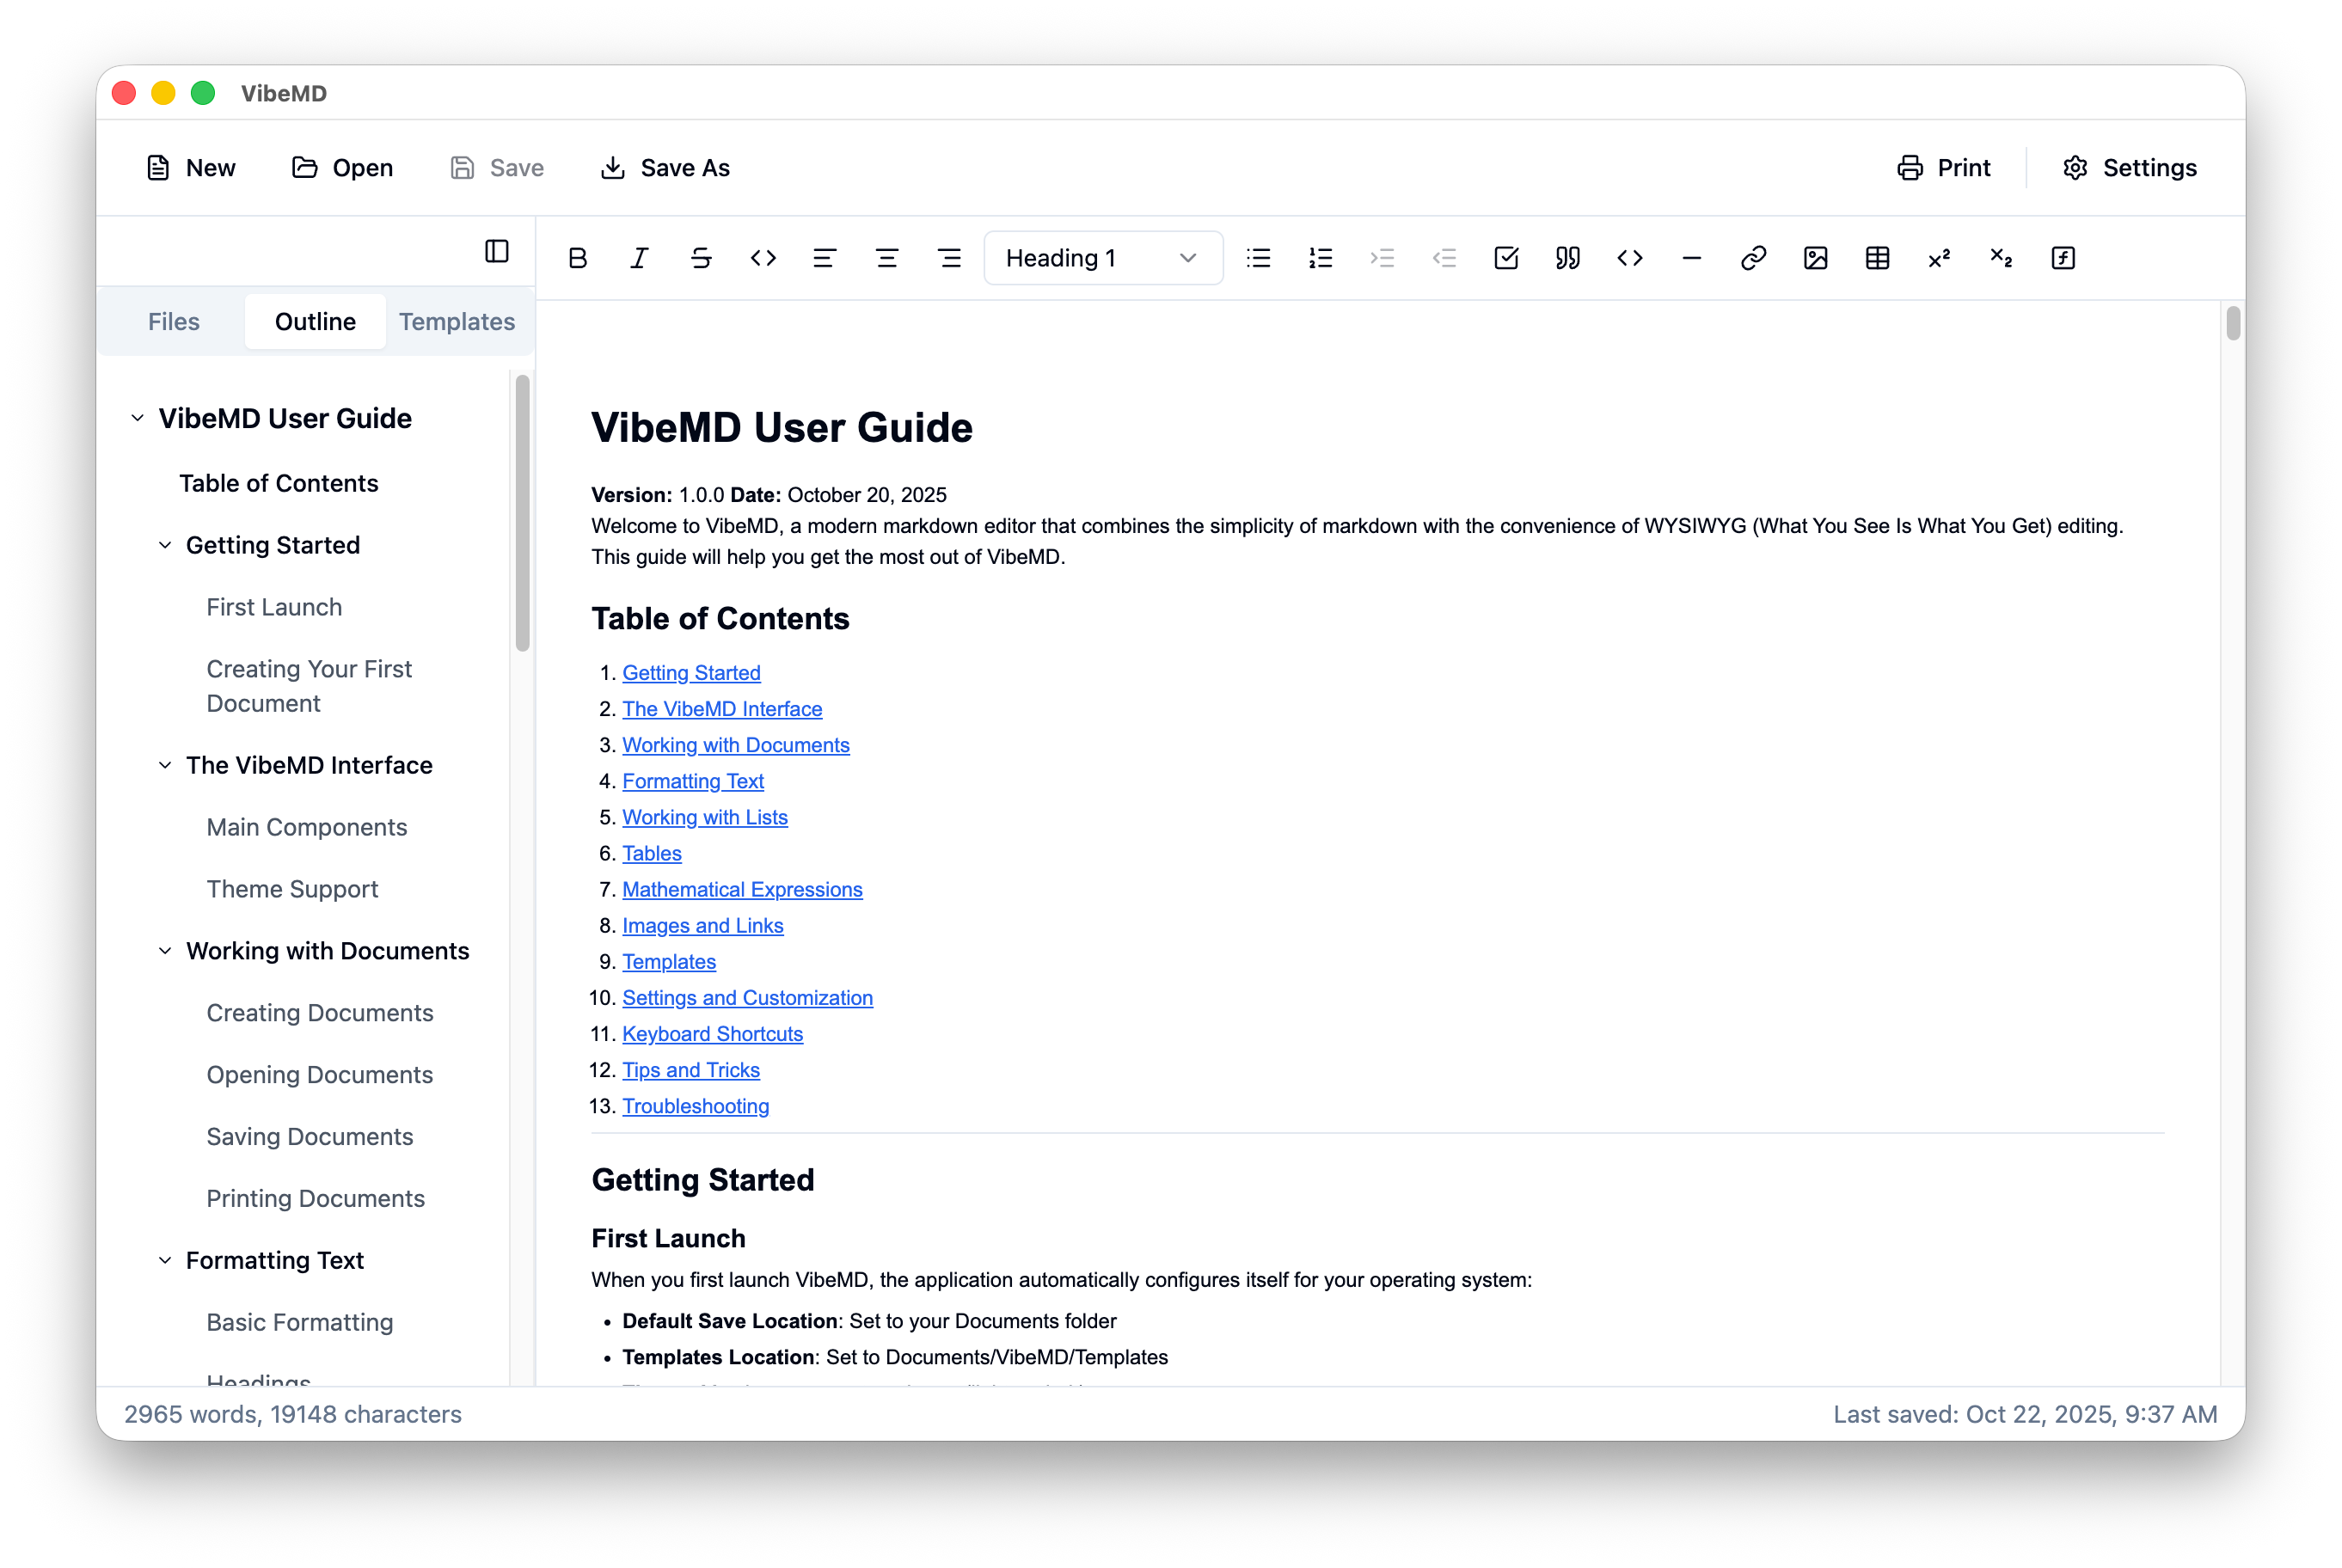 VibeMD
New Open Save Save As Print Settings
Heading 1
Files Outline Templates
VibeMD User Guide
Table of Contents
Getting Started
First Launch
Creating Your First
Document
The VibeMD Interface
Main Components
Theme Support
Working with Documents
Creating Documents
Opening Documents
Saving Documents
Printing Documents
Formatting Text
Basic Formatting
Headings
VibeMD User Guide
Version: 1.0.0 Date: October 20, 2025
Welcome to VibeMD, a modern markdown editor that combines the simplicity of markdown with the convenience of WYSIWYG (What You See Is What You Get) editing.
This guide will help you get the most out of VibeMD.
Table of Contents
1. Getting Started
2. The VibeMD Interface
3. Working with Documents
4. Formatting Text
5. Working with Lists
6. Tables
7. Mathematical Expressions
8. Images and Links
9. Templates
10. Settings and Customization
11. Keyboard Shortcuts
12. Tips and Tricks
13. Troubleshooting
Getting Started
First Launch
When you first launch VibeMD, the application automatically configures itself for your operating system:
• Default Save Location: Set to your Documents folder
• Templates Location: Set to Documents/VibeMD/Templates
2965 words, 19148 characters
Last saved: Oct 22, 2025, 9:37 AM